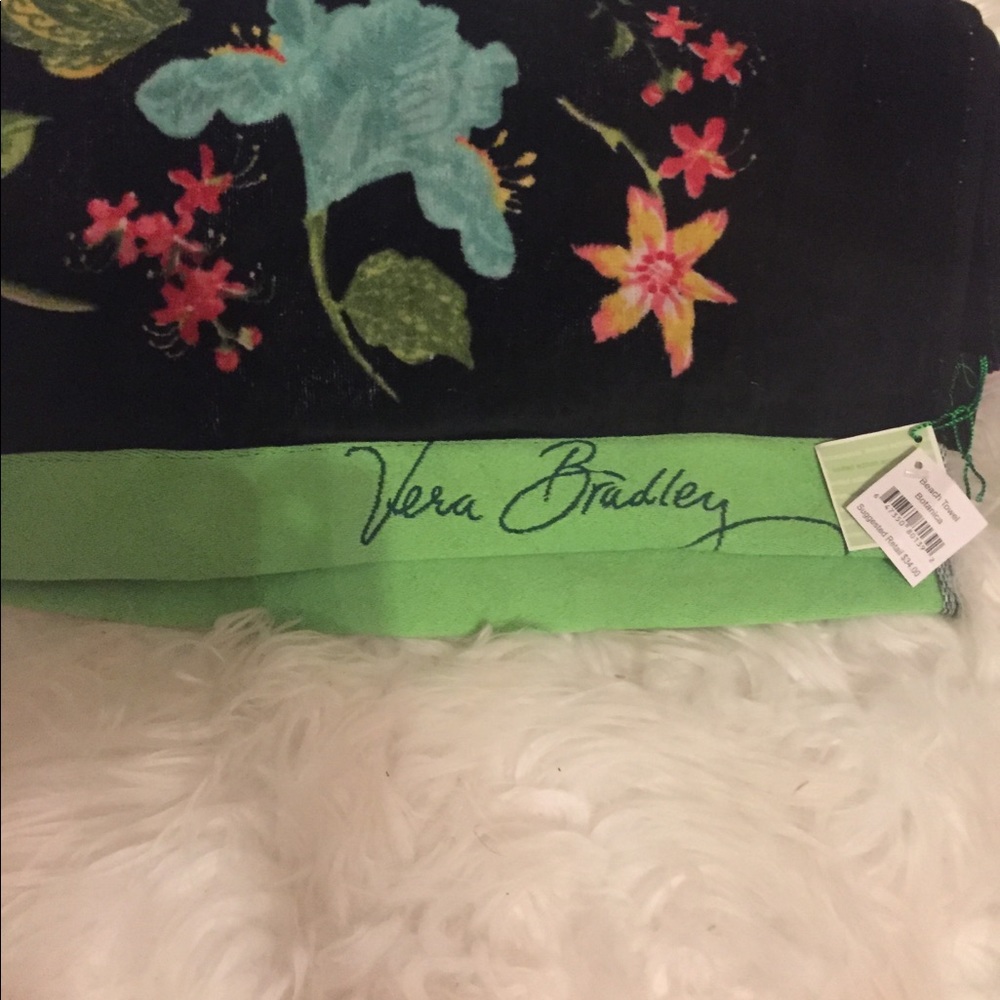 Vera Bradley
Beach Towel
Botanica
Suggested Retail $34.00